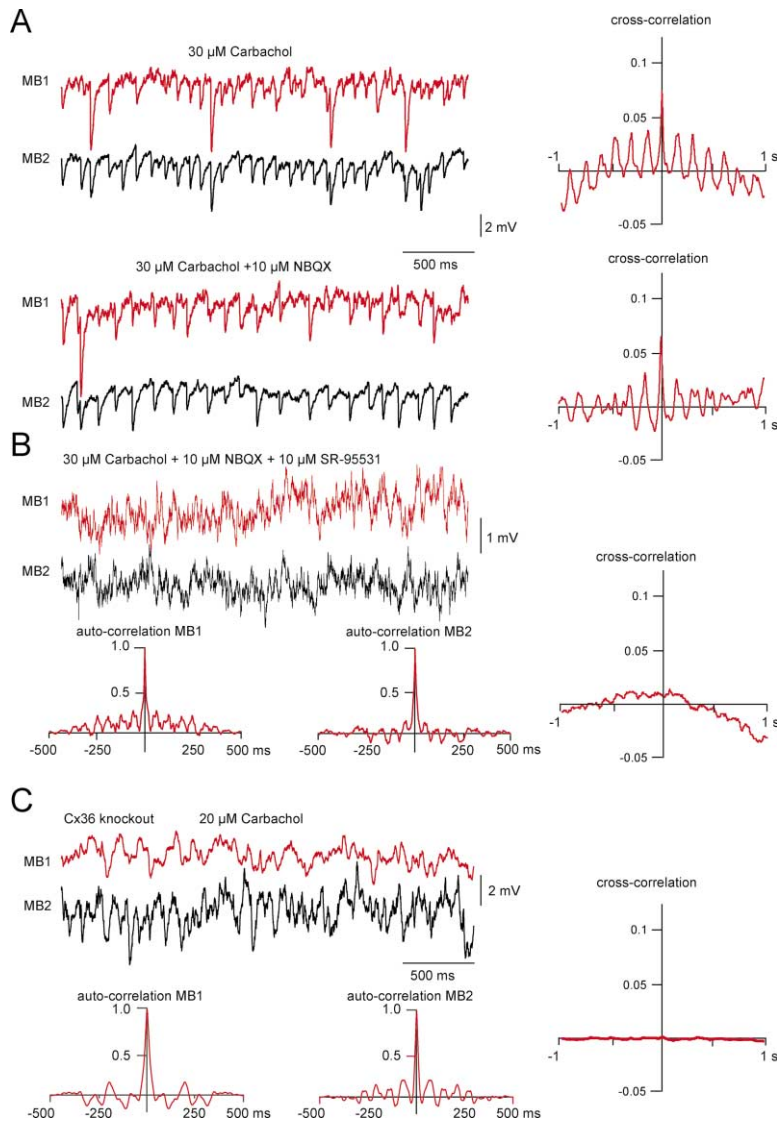 A
30 µM Carbachol
MB1
MB2
2 mV
500 ms
cross-correlation
0.1
0.05
-1
1 s
-0.05
30 µM Carbachol +10 µM NBQX
MB1
MB2
cross-correlation
0.1
0.05
-1
1 s
-0.05
B
30 µM Carbachol + 10 µM NBQX + 10 µM SR-95531
MB1
MB2
1 mV
auto-correlation MB1
1.0
0.5
-500 -250 0 250 500 ms
auto-correlation MB2
1.0
0.5
-500 -250 0 250 500 ms
cross-correlation
0.1
0.05
-1
1 s
-0.05
C
Cx36 knockout 20 µM Carbachol
MB1
MB2
2 mV
500 ms
auto-correlation MB1
1.0
0.5
-500 -250 0 250 500 ms
auto-correlation MB2
1.0
0.5
-500 -250 0 250 500 ms
cross-correlation
0.1
0.05
-1
1 s
-0.05